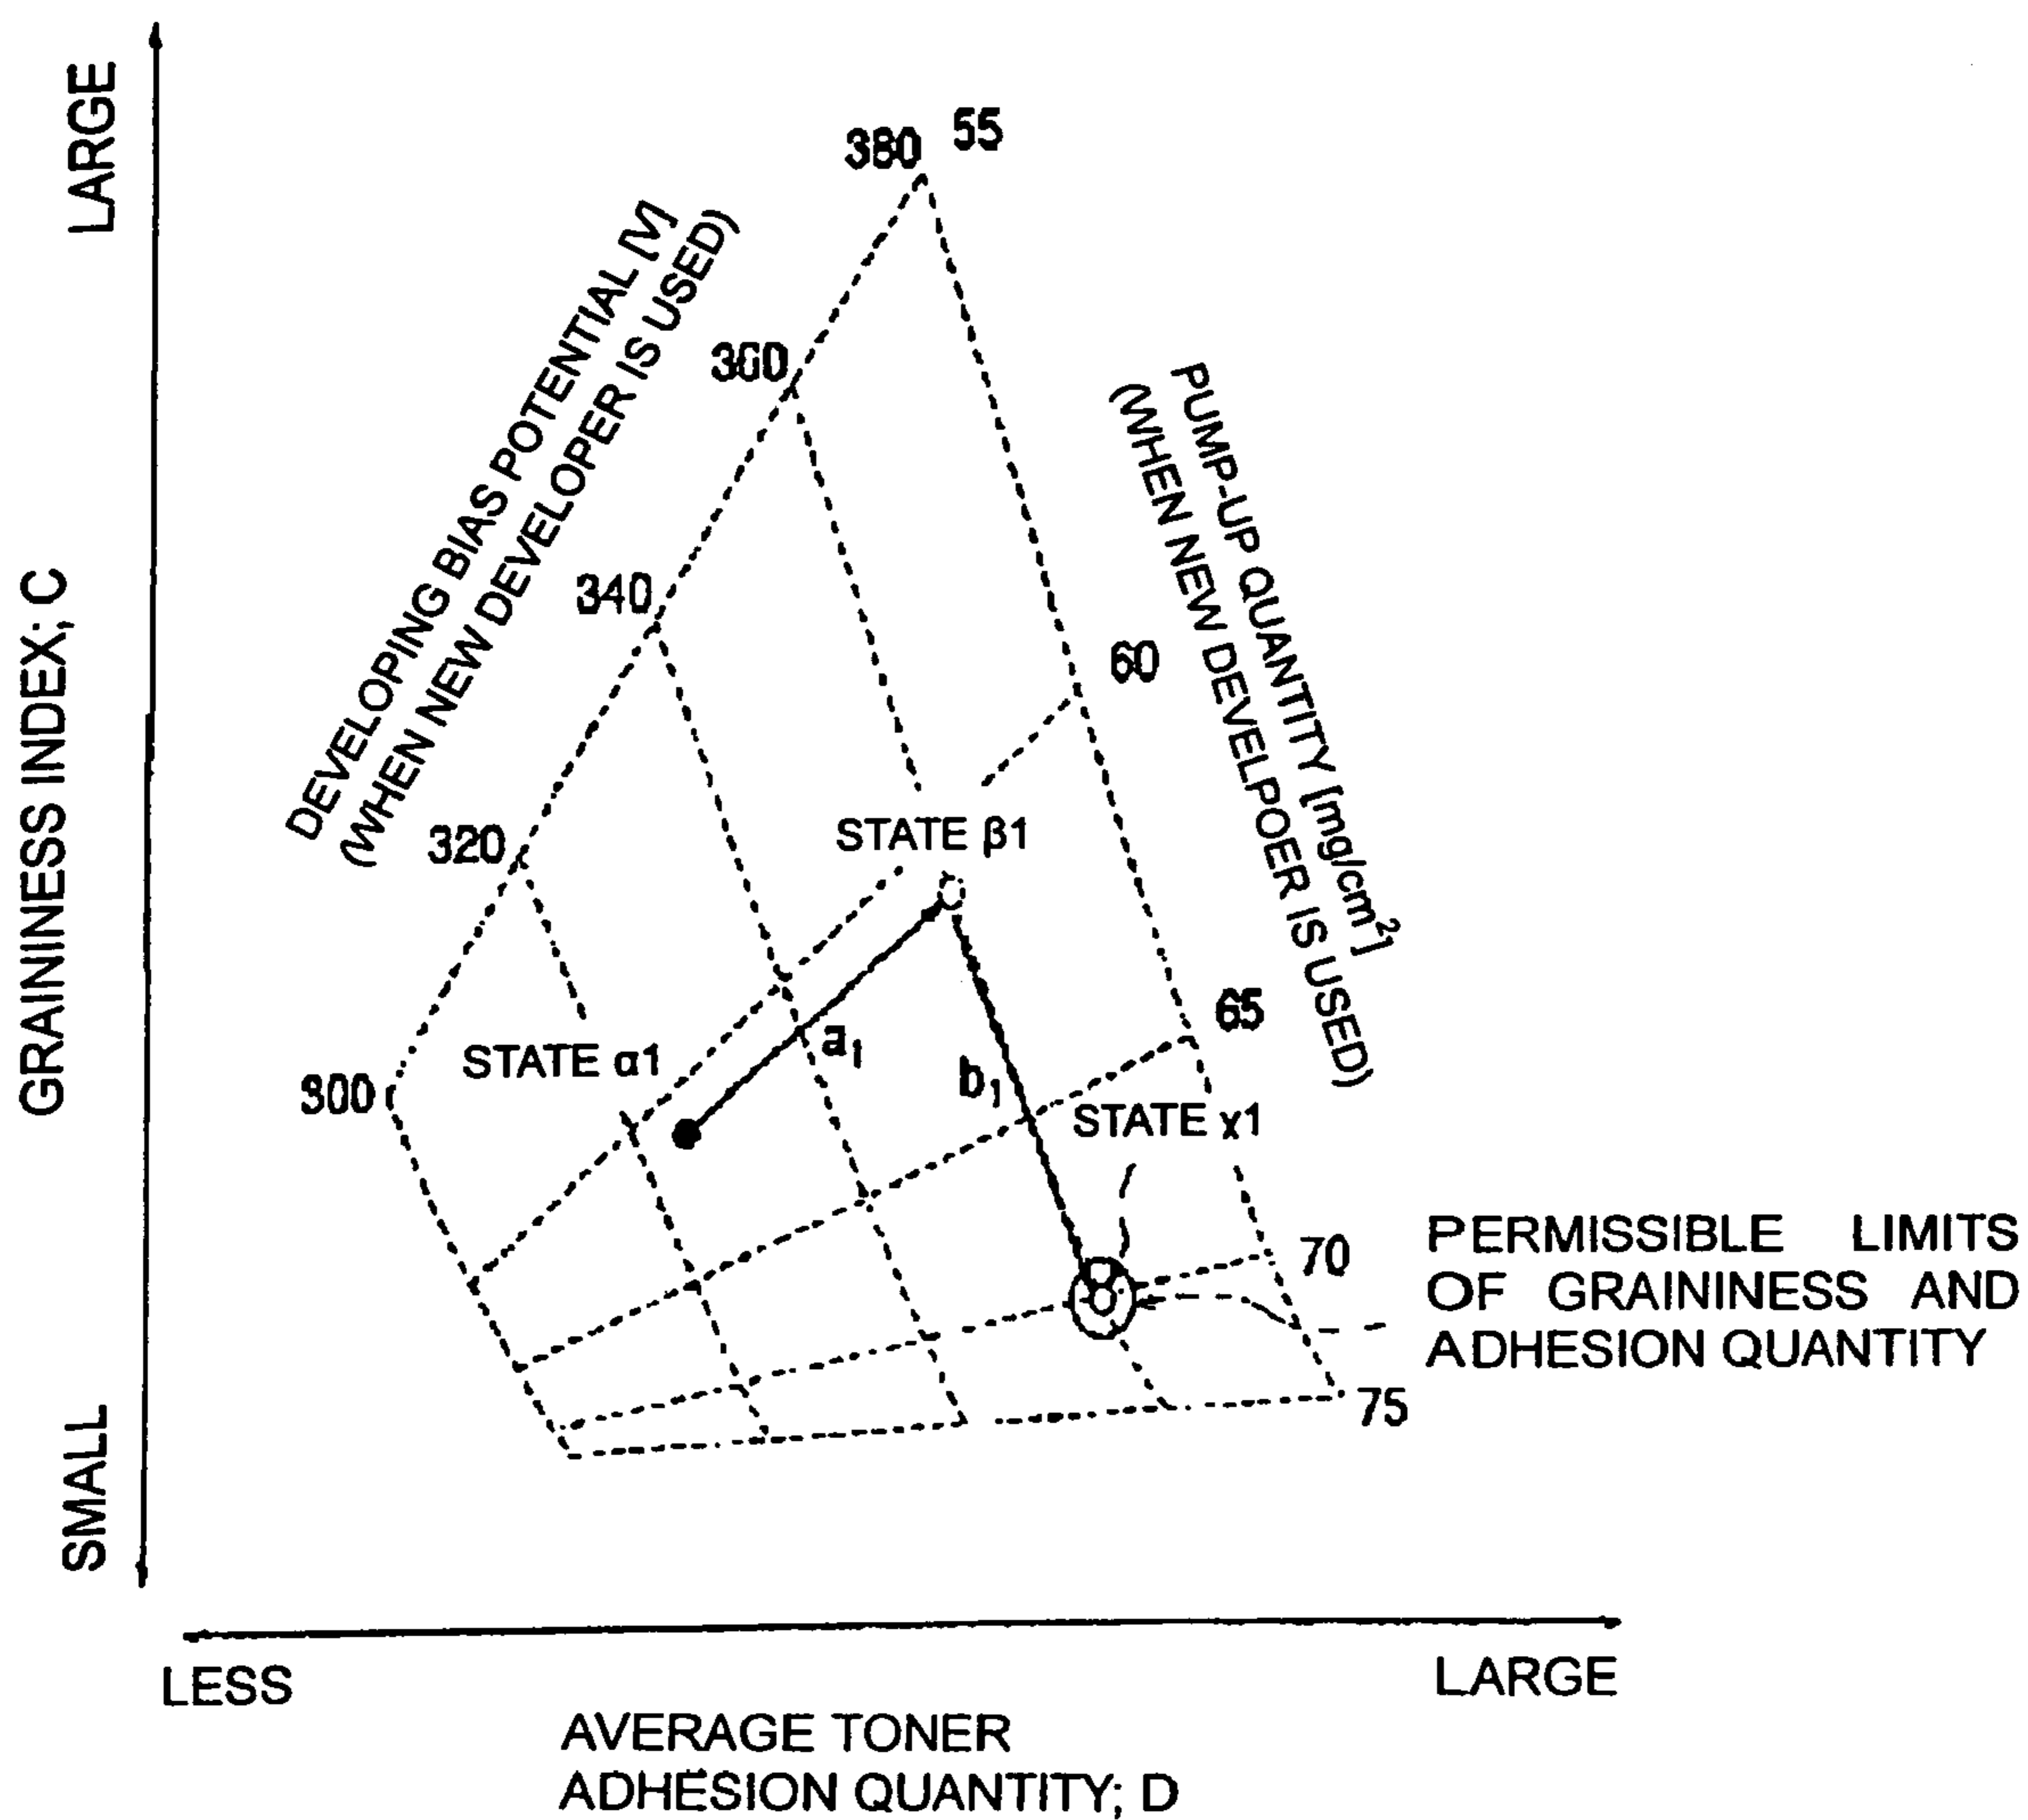 LARGE
GRAININESS INDEX; C
SMALL
380
55
360
340
320
300
DEVELOPING BIAS POTENTIAL [V]
(WHEN NEW DEVELOPER IS USED)
PUMP-UP QUANTITY [mg/cm²]
(WHEN NEW DEVELPOER IS USED)
60
STATE β1
65
a₁
STATE α1
b₁
STATE χ1
70
PERMISSIBLE LIMITS
OF GRAININESS AND
ADHESION QUANTITY
75
LESS
LARGE
AVERAGE TONER
ADHESION QUANTITY; D